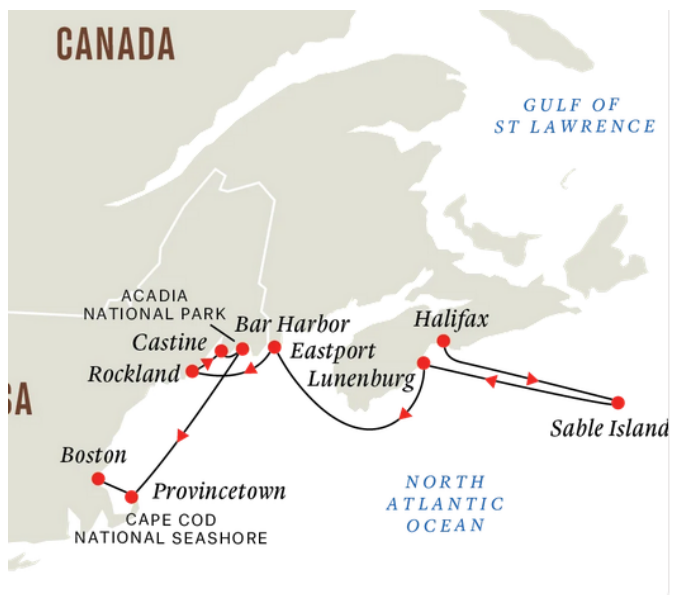 CANADA
GULF OF
ST LAWRENCE
ACADIA
NATIONAL PARK
Bar Harbor
Halifax
Castine
Eastport
Rockland
Lunenburg
SA
Sable Island
Boston
Provincetown
NORTH
ATLANTIC
OCEAN
CAPE COD
NATIONAL SEASHORE